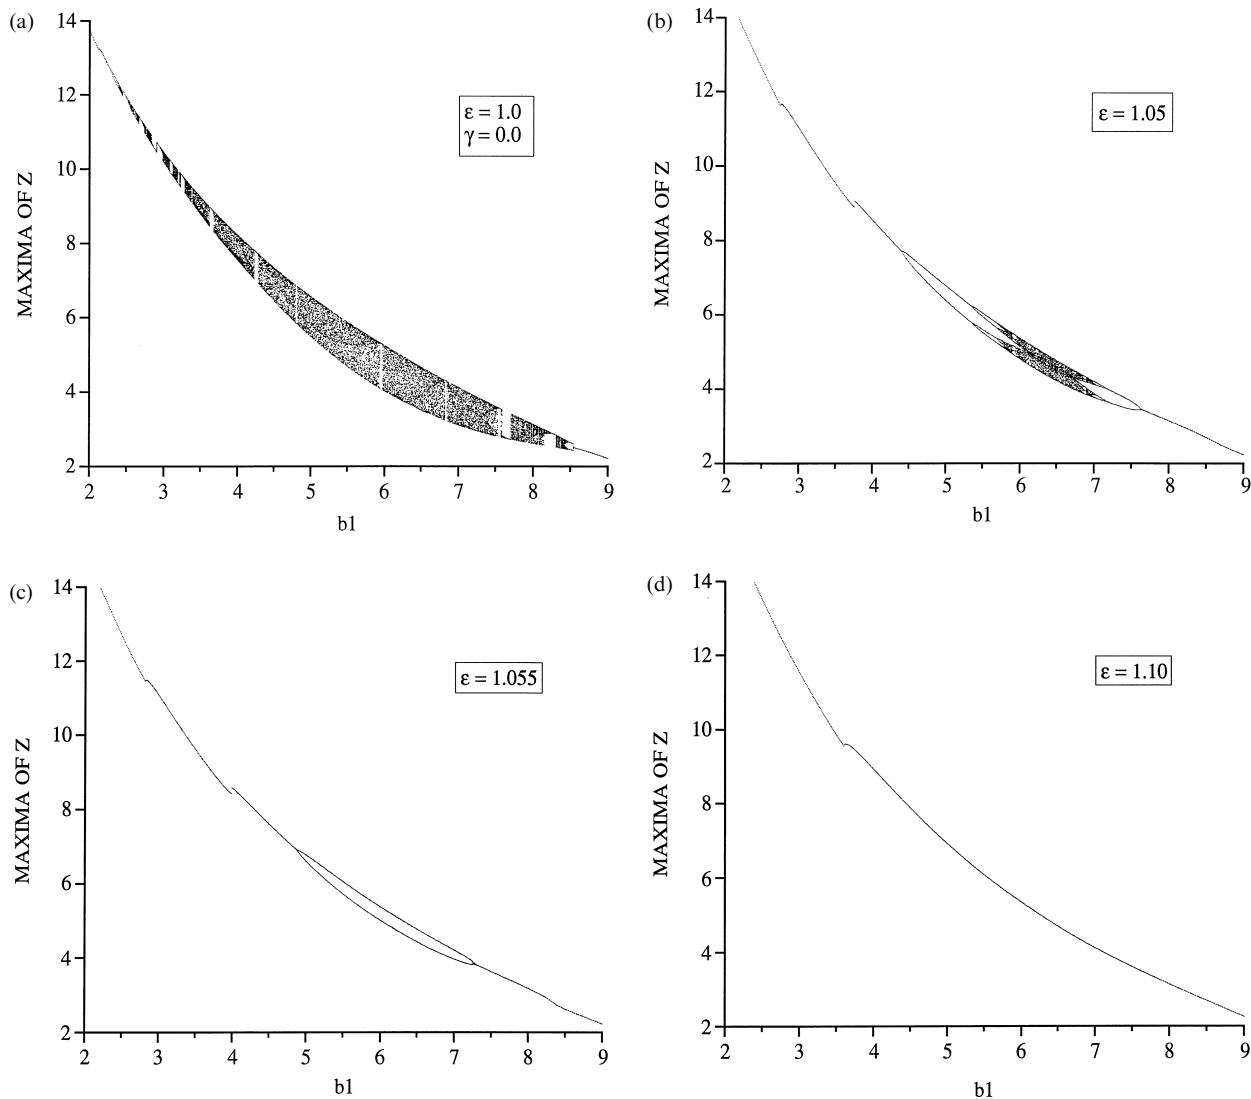 (a)
14
12
10
8
6
4
2
MAXIMA OF Z
ε = 1.0
γ = 0.0
2 3 4 5 6 7 8 9
b1
(b)
14
12
10
8
6
4
2
MAXIMA OF Z
ε = 1.05
2 3 4 5 6 7 8 9
b1
(c)
14
12
10
8
6
4
2
MAXIMA OF Z
ε = 1.055
2 3 4 5 6 7 8 9
b1
(d)
14
12
10
8
6
4
2
MAXIMA OF Z
ε = 1.10
2 3 4 5 6 7 8 9
b1